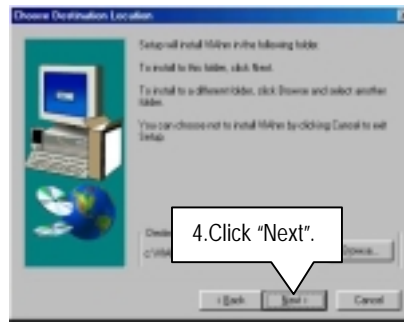 Choose Destination Location
Setup will install in the following folder.
To install to this folder, click Next.
To install to a different folder, click Browse and select another
folder.
You can choose not to install by clicking Cancel to exit
Setup.
4.Click “Next”.
Browse...
< Back
Next >
Cancel